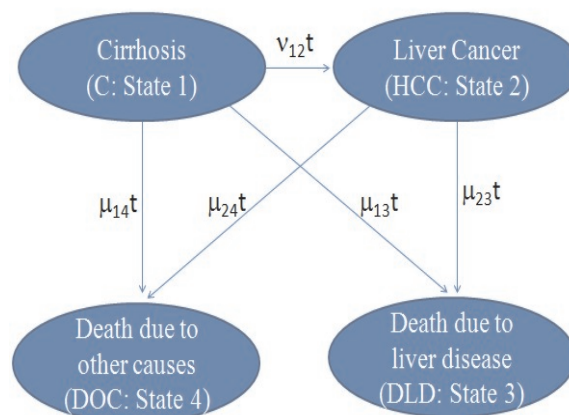 Cirrhosis
(C: State 1)
ν₁₂t
Liver Cancer
(HCC: State 2)
μ₁₄t
μ₂₄t
μ₁₃t
μ₂₃t
Death due to
other causes
(DOC: State 4)
Death due to
liver disease
(DLD: State 3)